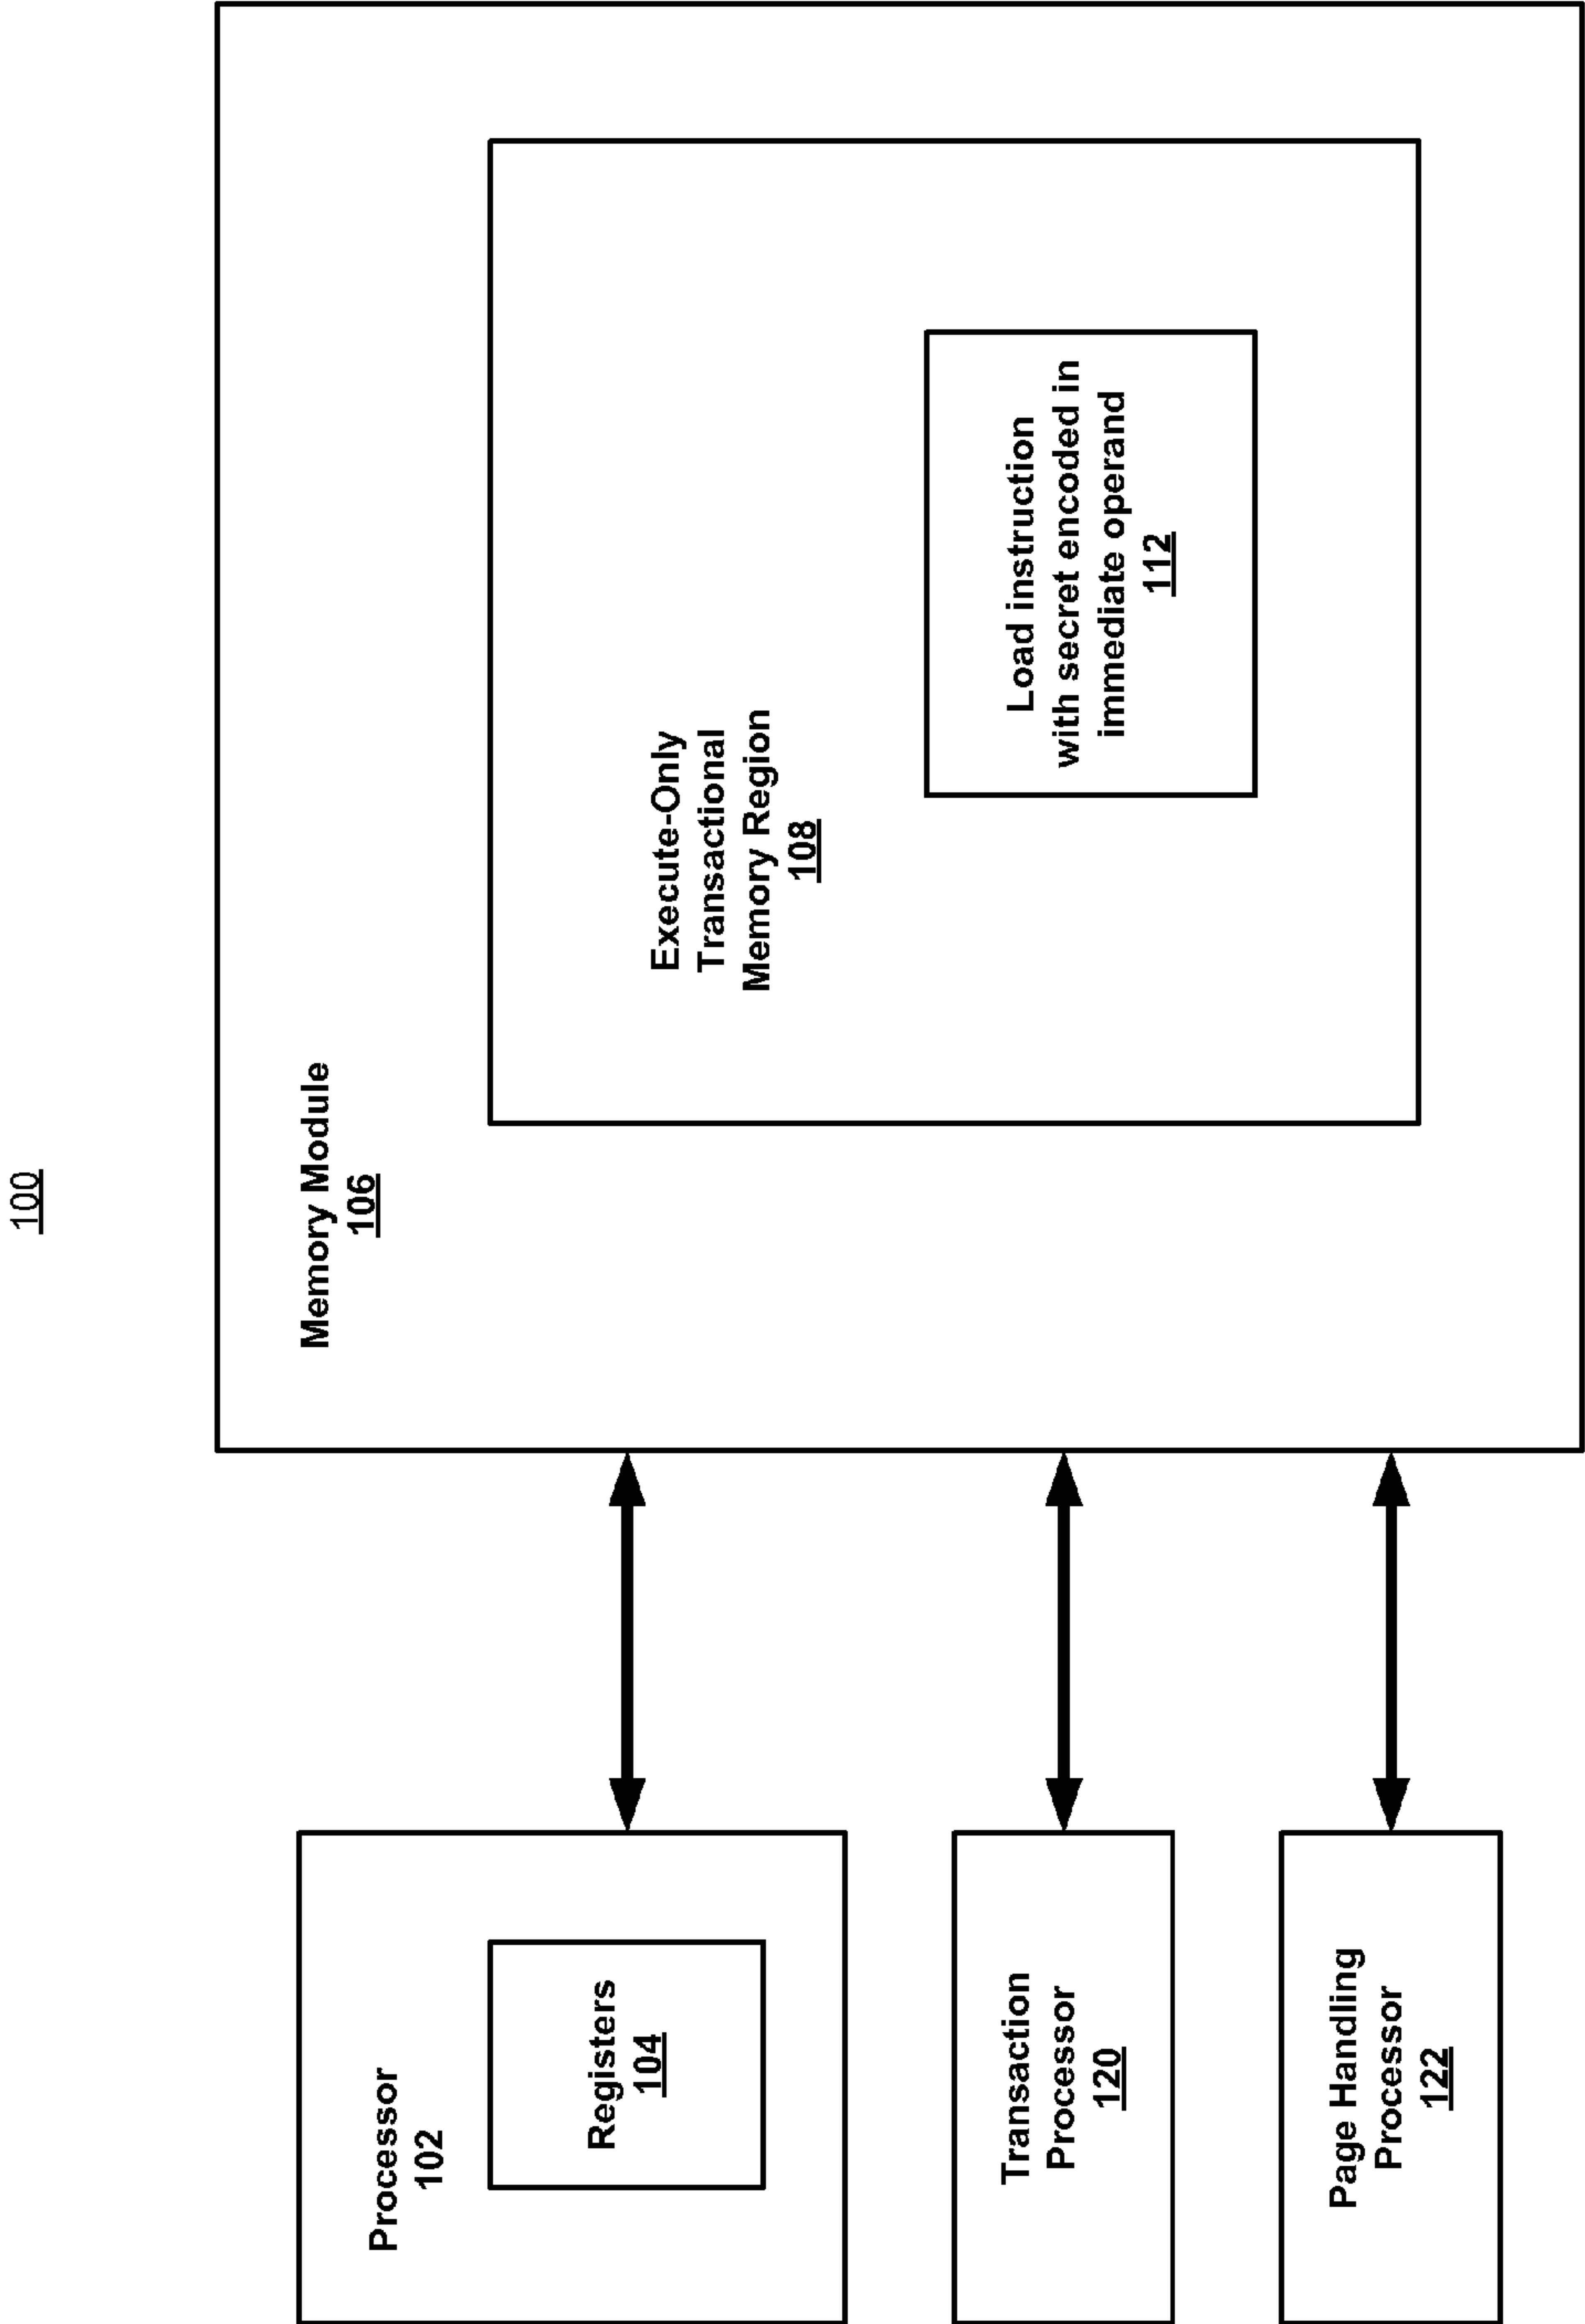 100
Memory Module
106
Execute-Only
Transactional
Memory Region
108
Load instruction
with secret encoded in
immediate operand
112
Processor
102
Registers
104
Transaction
Processor
120
Page Handling
Processor
122